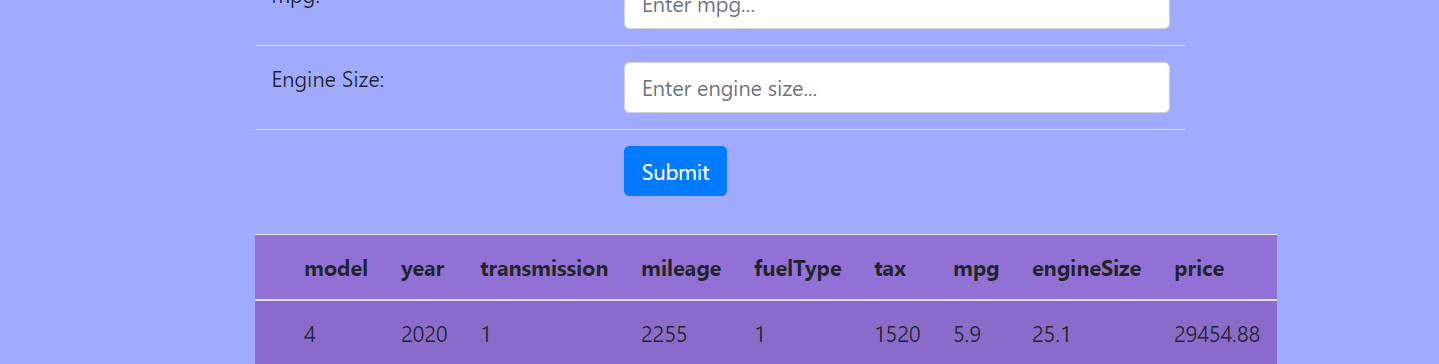 mpg:
Enter mpg...
Engine Size:
Enter engine size...
Submit
model year transmission mileage fuelType tax mpg engineSize price
4 2020 1 2255 1 1520 5.9 25.1 29454.88